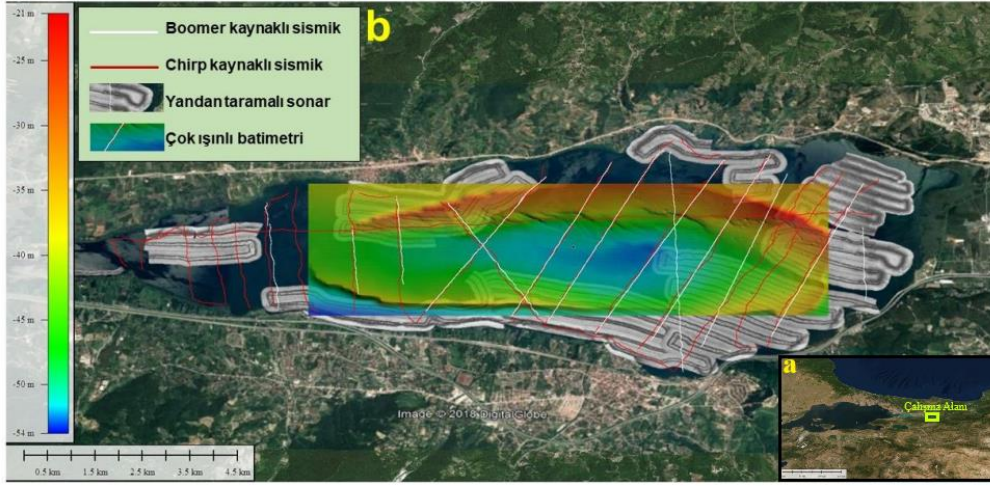 -21 m
-25 m
-30 m
-35 m
-40 m
-45 m
-50 m
-54 m
Boomer kaynaklı sismik
Chirp kaynaklı sismik
Yandan taramalı sonar
Çok ışınlı batimetri
b
Image © 2018 DigitalGlobe
0.5 km 1.5 km 2.5 km 3.5 km 4.5 km
a
Çalışma Alanı